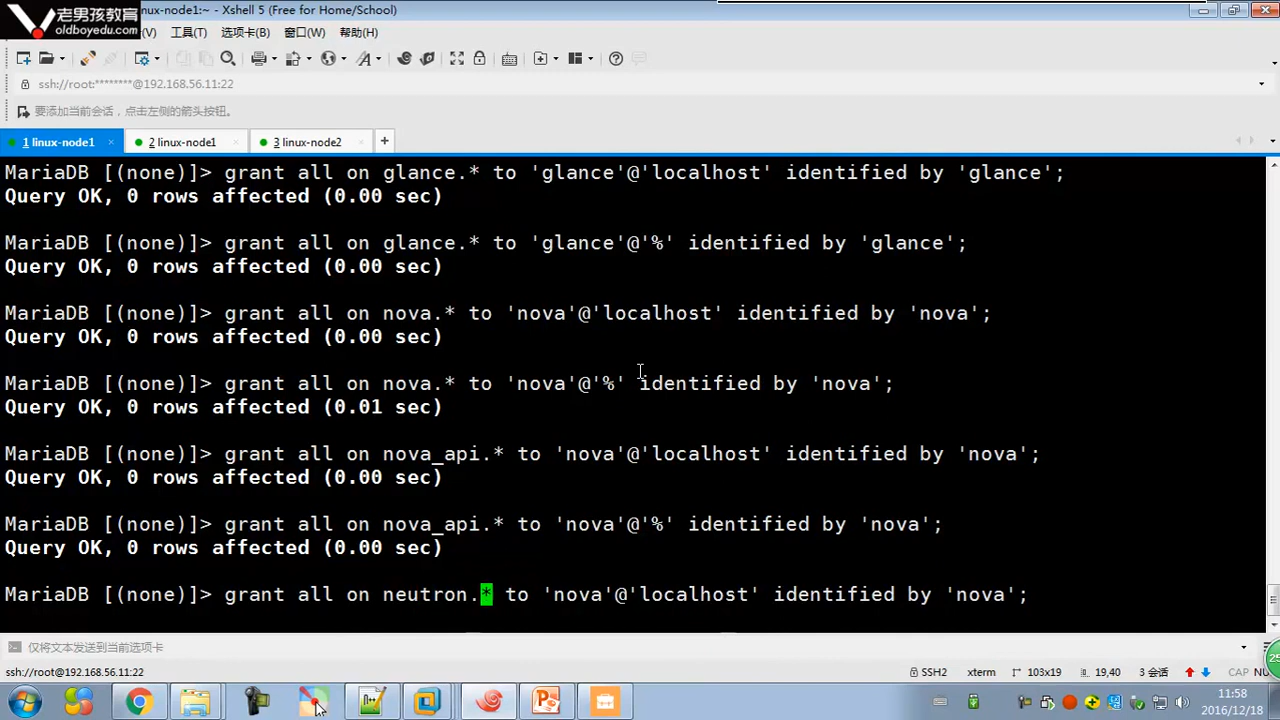 老男孩教育
oldboyedu.com
inux-node1:~ - Xshell 5 (Free for Home/School)
(V) 工具(T) 选项卡(B) 窗口(W) 帮助(H)
ssh://root:********@192.168.56.11:22
要添加当前会话，点击左侧的箭头按钮。
1 linux-node1 × 2 linux-node1 × 3 linux-node2 × +
MariaDB [(none)]> grant all on glance.* to 'glance'@'localhost' identified by 'glance';
Query OK, 0 rows affected (0.00 sec)
MariaDB [(none)]> grant all on glance.* to 'glance'@'%' identified by 'glance';
Query OK, 0 rows affected (0.00 sec)
MariaDB [(none)]> grant all on nova.* to 'nova'@'localhost' identified by 'nova';
Query OK, 0 rows affected (0.00 sec)
MariaDB [(none)]> grant all on nova.* to 'nova'@'%' identified by 'nova';
Query OK, 0 rows affected (0.01 sec)
MariaDB [(none)]> grant all on nova_api.* to 'nova'@'localhost' identified by 'nova';
Query OK, 0 rows affected (0.00 sec)
MariaDB [(none)]> grant all on nova_api.* to 'nova'@'%' identified by 'nova';
Query OK, 0 rows affected (0.00 sec)
MariaDB [(none)]> grant all on neutron.* to 'nova'@'localhost' identified by 'nova';
仅将文本发送到当前选项卡
ssh://root@192.168.56.11:22 SSH2 xterm 103x19 19,40 3 会话 CAP NU
25
11:58
2016/12/18